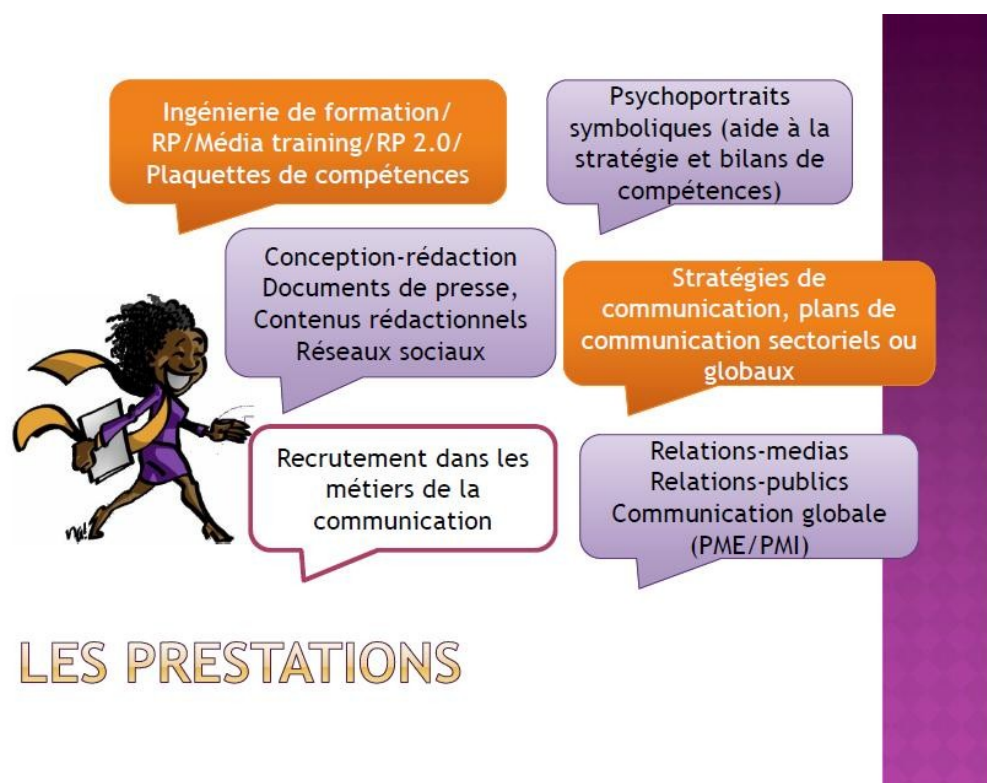 Ingénierie de formation/
RP/Média training/RP 2.0/
Plaquettes de compétences
Psychoportraits
symboliques (aide à la
stratégie et bilans de
compétences)
Conception-rédaction
Documents de presse,
Contenus rédactionnels
Réseaux sociaux
Stratégies de
communication, plans de
communication sectoriels ou
globaux
Recrutement dans les
métiers de la
communication
Relations-medias
Relations-publics
Communication globale
(PME/PMI)
LES PRESTATIONS